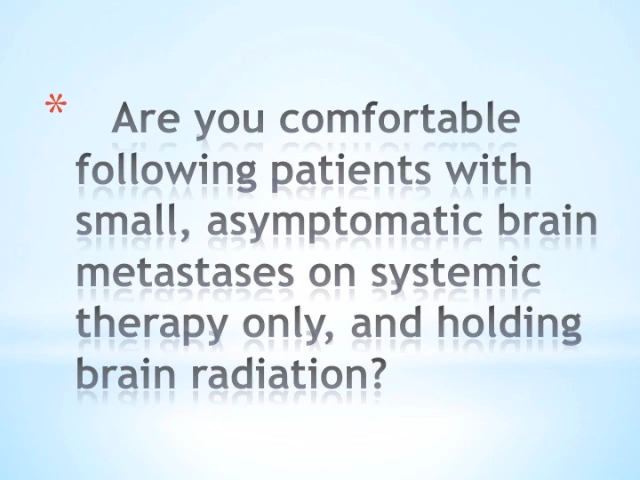 * Are you comfortable
following patients with
small, asymptomatic brain
metastases on systemic
therapy only, and holding
brain radiation?